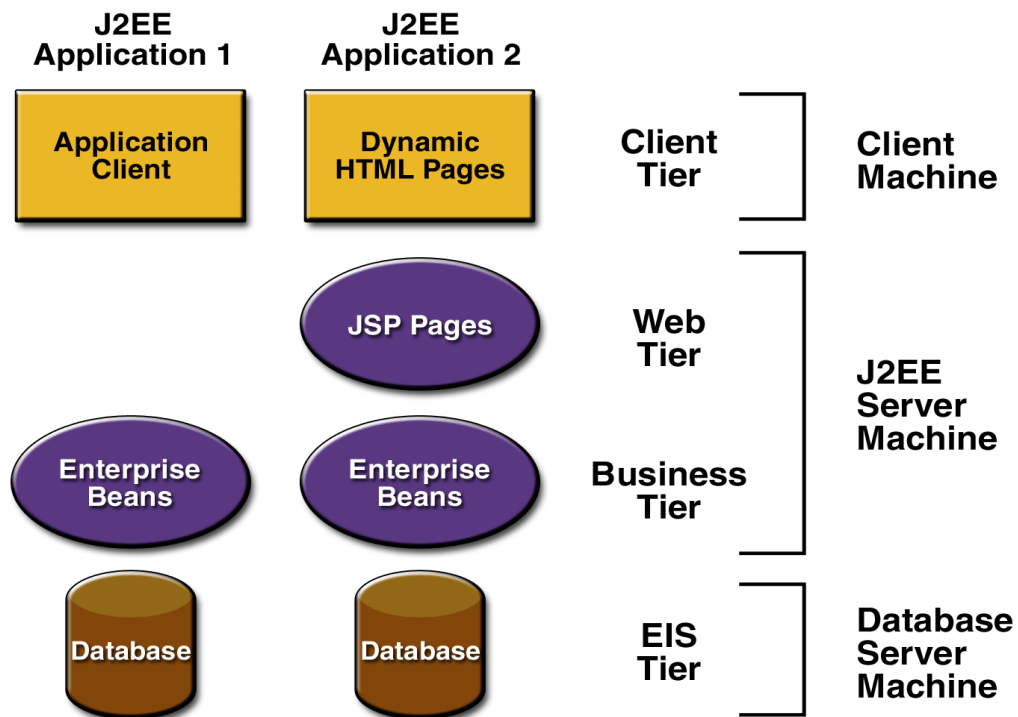 J2EE
Application 1
J2EE
Application 2
Application
Client
Dynamic
HTML Pages
Client
Tier
Client
Machine
JSP Pages
Web
Tier
J2EE
Server
Machine
Enterprise
Beans
Enterprise
Beans
Business
Tier
Database
Database
EIS
Tier
Database
Server
Machine